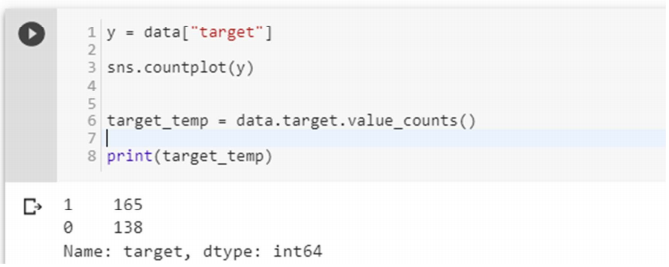 1 y = data["target"]
2
3 sns.countplot(y)
4
5
6 target_temp = data.target.value_counts()
7
8 print(target_temp)
1    165
0    138
Name: target, dtype: int64